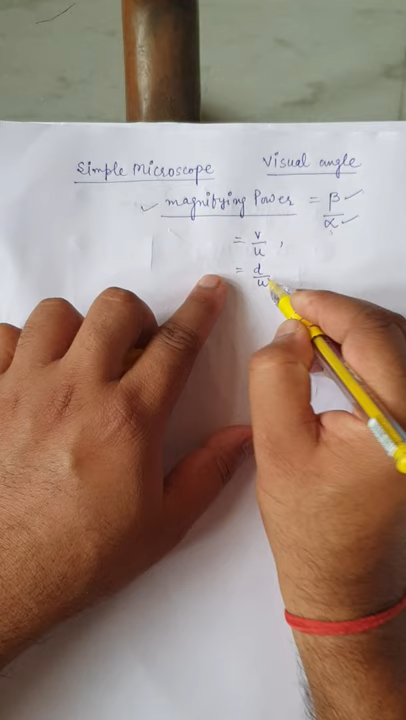 Simple Microscope Visual angle
magnifying Power = β/α
= v/u ,
= d/u